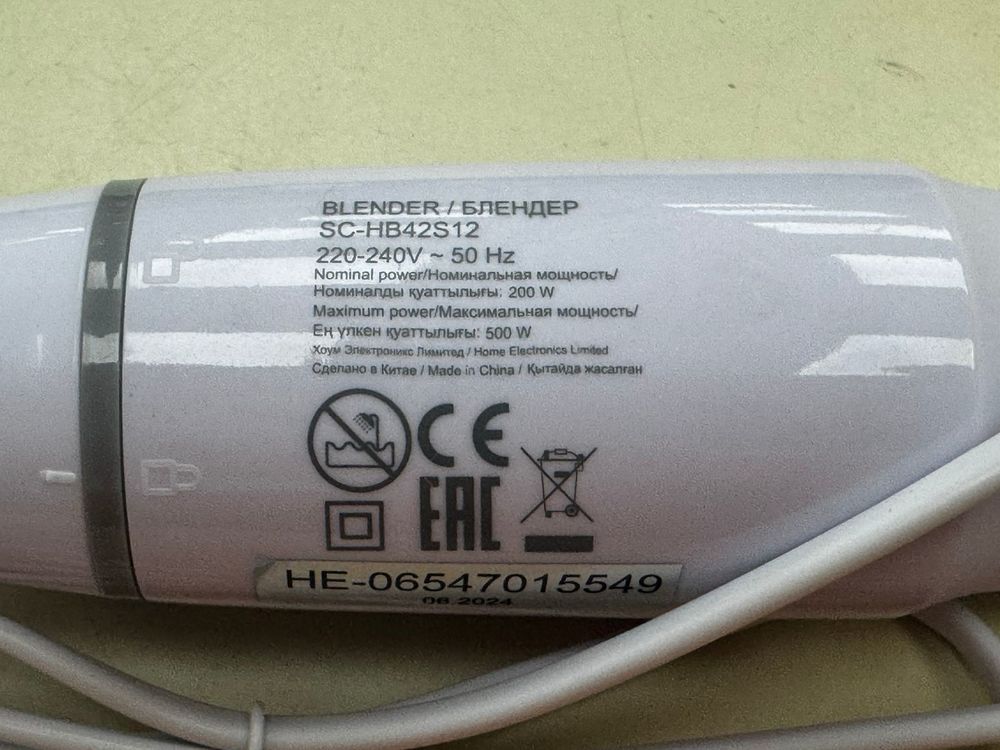 BLENDER / БЛЕНДЕР
SC-HB42S12
220-240V ~ 50 Hz
Nominal power/Номинальная мощность/
Номиналды қуаттылығы: 200 W
Maximum power/Максимальная мощность/
Ең үлкен қуаттылығы: 500 W
Хоум Электроникс Лимитед / Home Electronics Limited
Сделано в Китае / Made in China / Қытайда жасалған
CE
EAC
HE-06547015549
08.2024